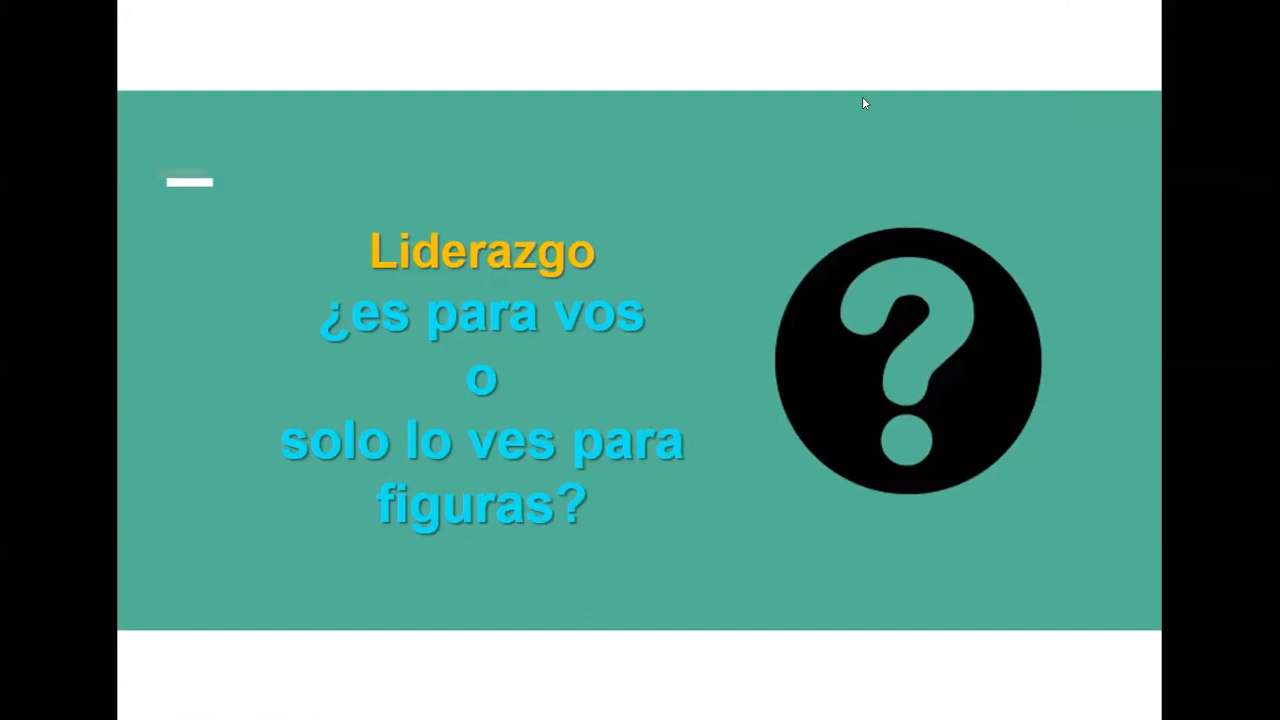 Liderazgo
¿es para vos
o
solo lo ves para
figuras?
?